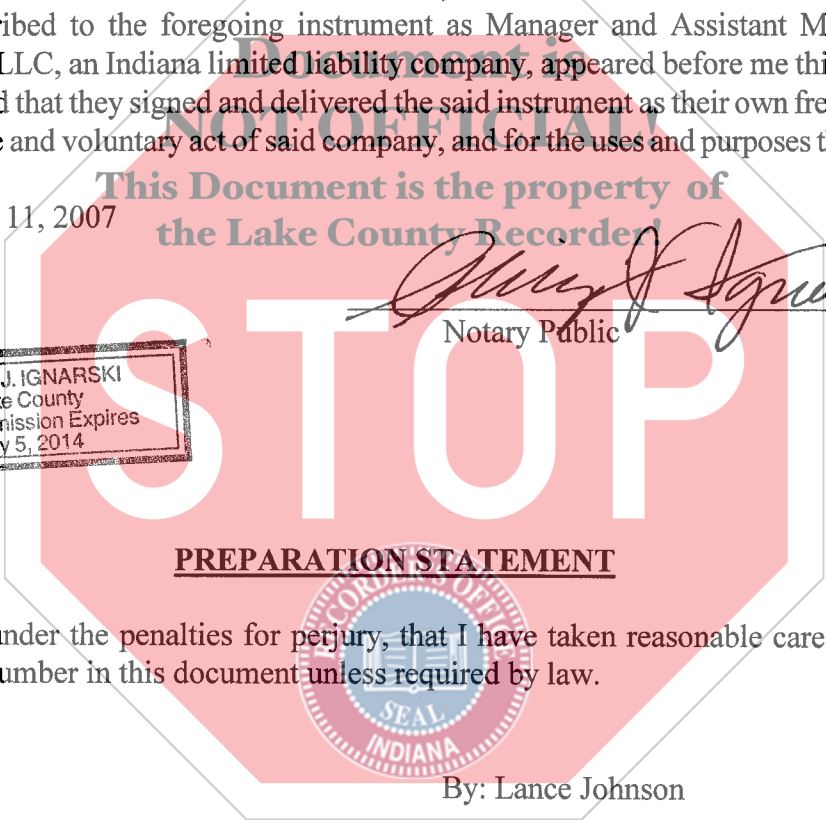 ribed to the foregoing instrument as Manager and Assistant M
LLC, an Indiana limited liability company, appeared before me thi
d that they signed and delivered the said instrument as their own fre
e and voluntary act of said company, and for the uses and purposes th
Document is
NOT OFFICIAL!
This Document is the property of
the Lake County Recorder!
11, 2007
Notary Public
STOP
J. IGNARSKI
e County
mission Expires
y 5, 2014
PREPARATION STATEMENT
under the penalties for perjury, that I have taken reasonable care
umber in this document unless required by law.
RECORDER'S OFFICE
SEAL
INDIANA
By: Lance Johnson